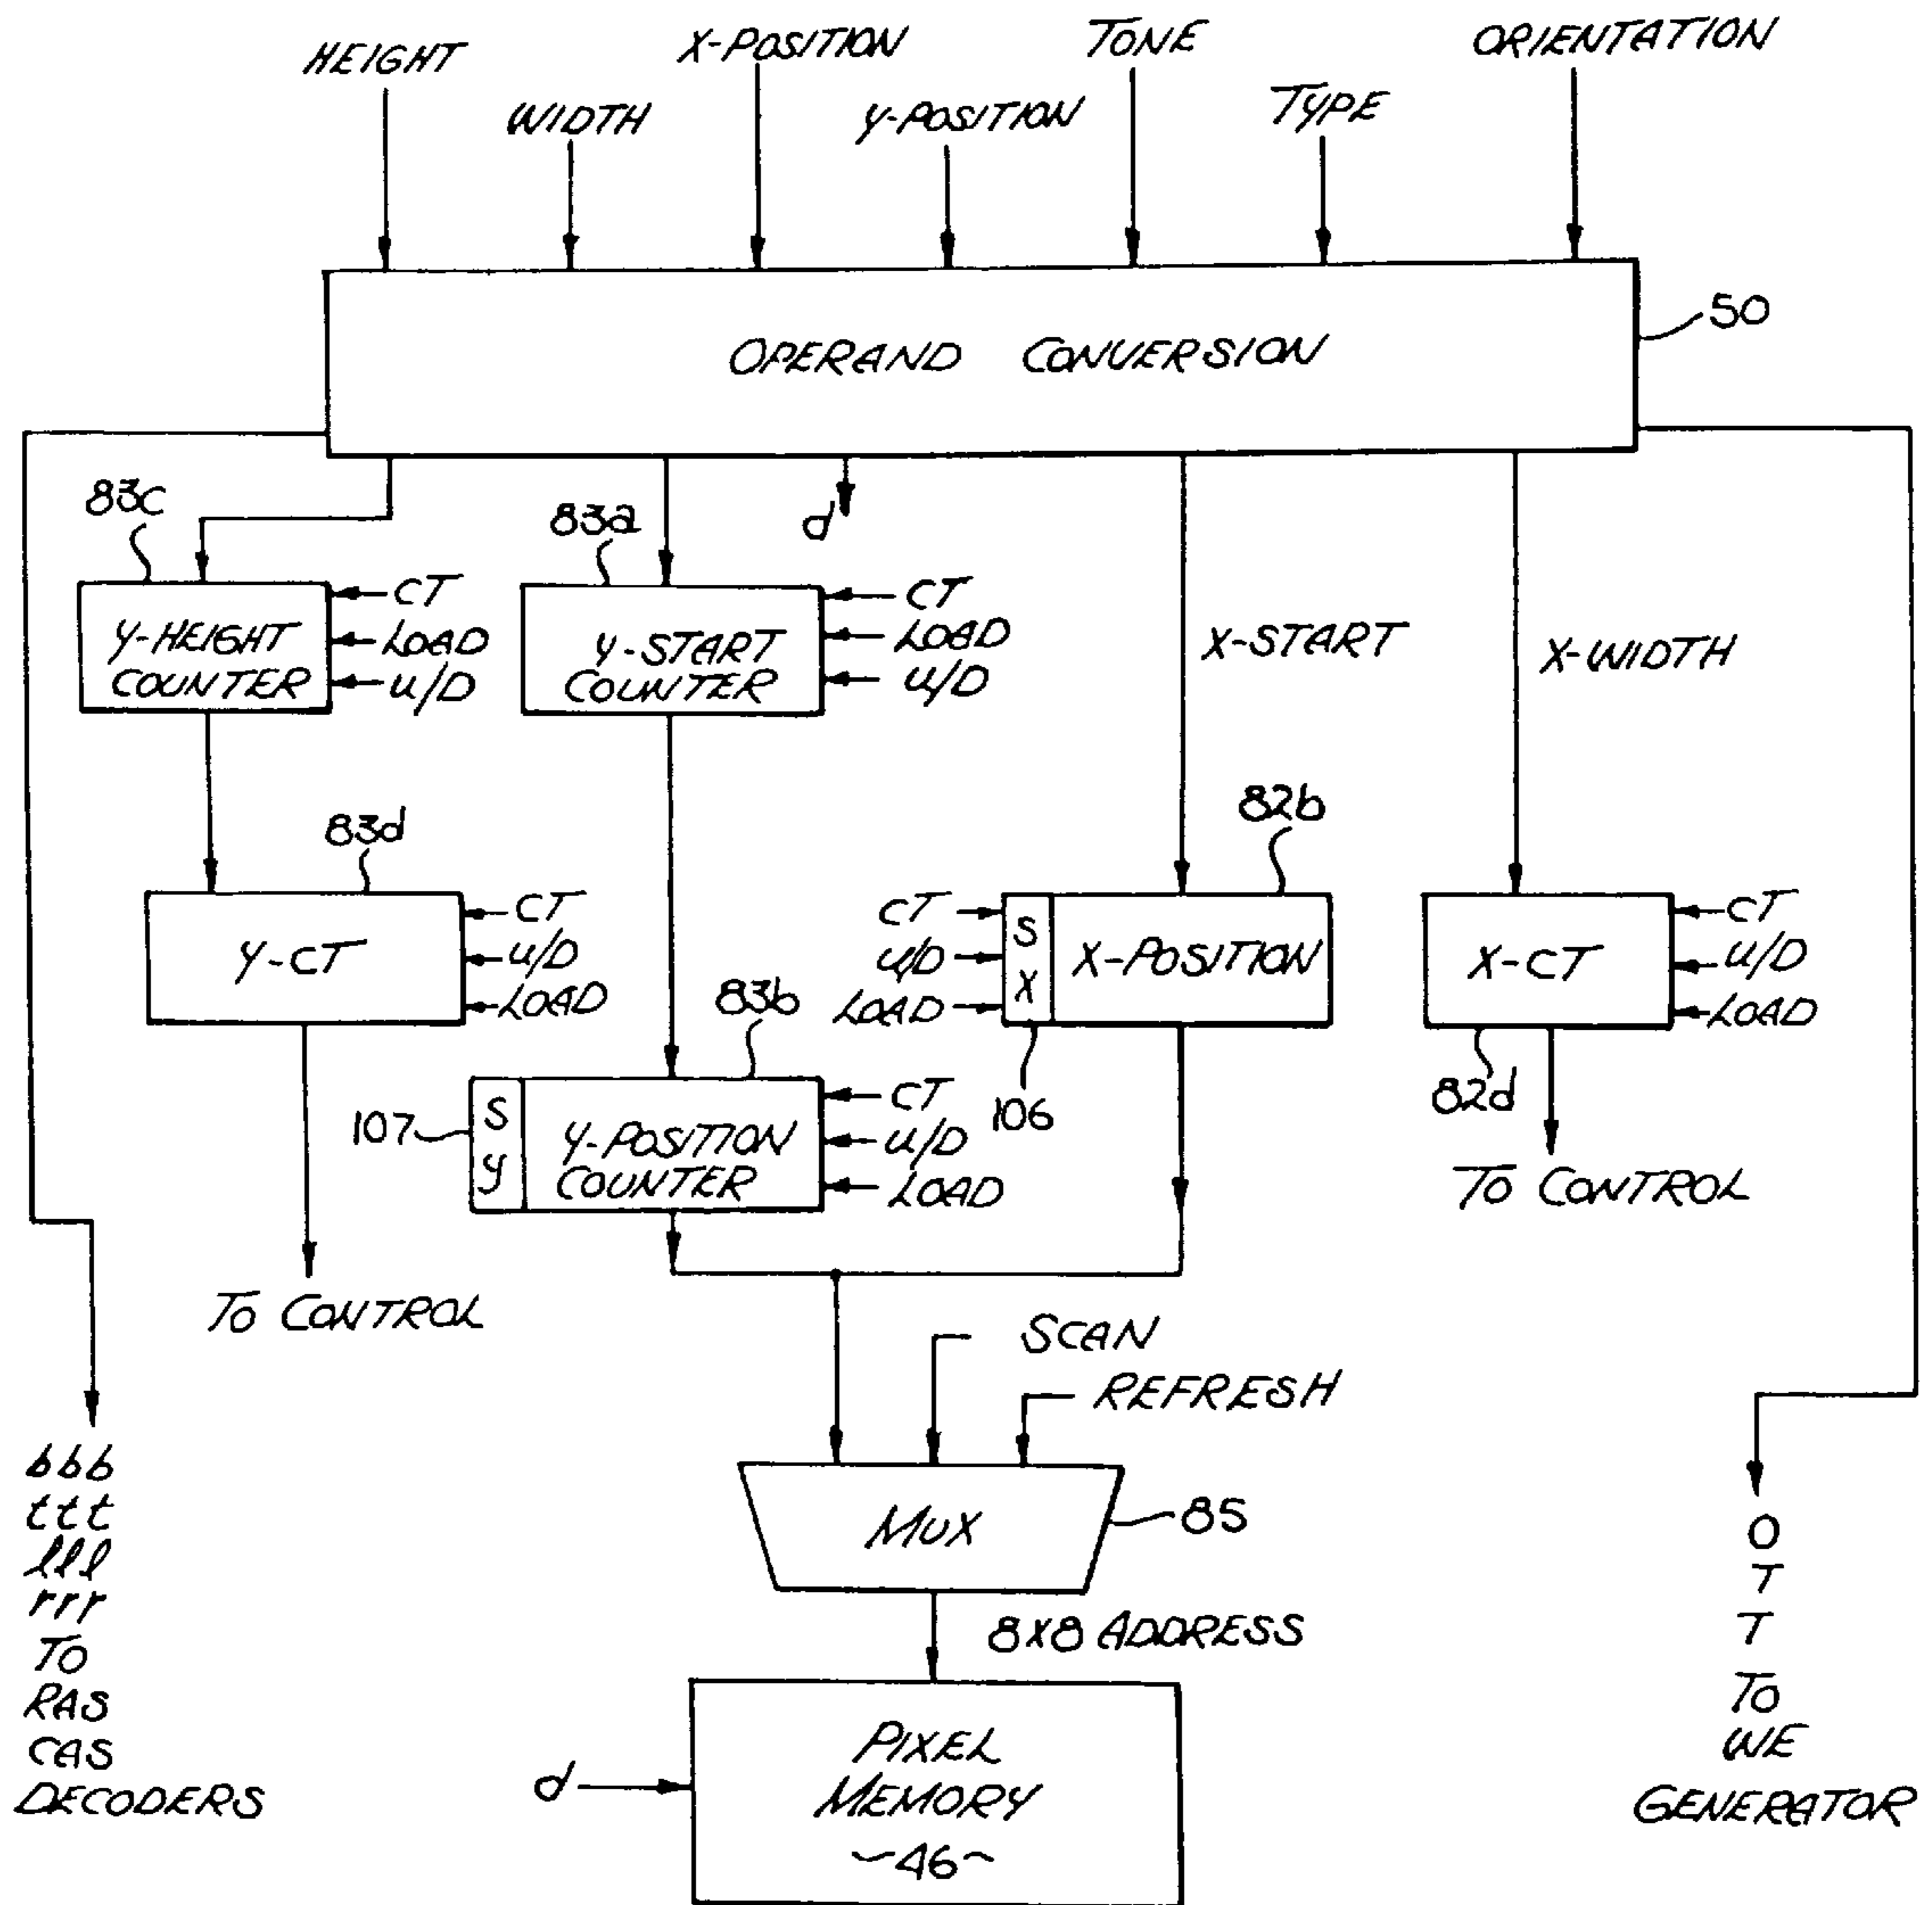 HEIGHT
X-POSITION
TONE
ORIENTATION
WIDTH
Y-POSITION
TYPE
OPERAND CONVERSION
50
83c
83a
d
Y-HEIGHT
COUNTER
CT
LOAD
U/D
Y-START
COUNTER
CT
LOAD
U/D
X-START
X-WIDTH
83d
82b
Y-CT
CT
U/D
LOAD
CT
U/D
LOAD
S
X
X-POSITION
X-CT
CT
U/D
LOAD
83b
106
82d
107
S
Y
Y-POSITION
COUNTER
CT
U/D
LOAD
TO CONTROL
TO CONTROL
SCAN
REFRESH
MUX
85
8X8 ADDRESS
bbb
ttt
lll
rrr
TO
RAS
CAS
DECODERS
O
T
T
TO
WE
GENERATOR
d
PIXEL
MEMORY
~46~